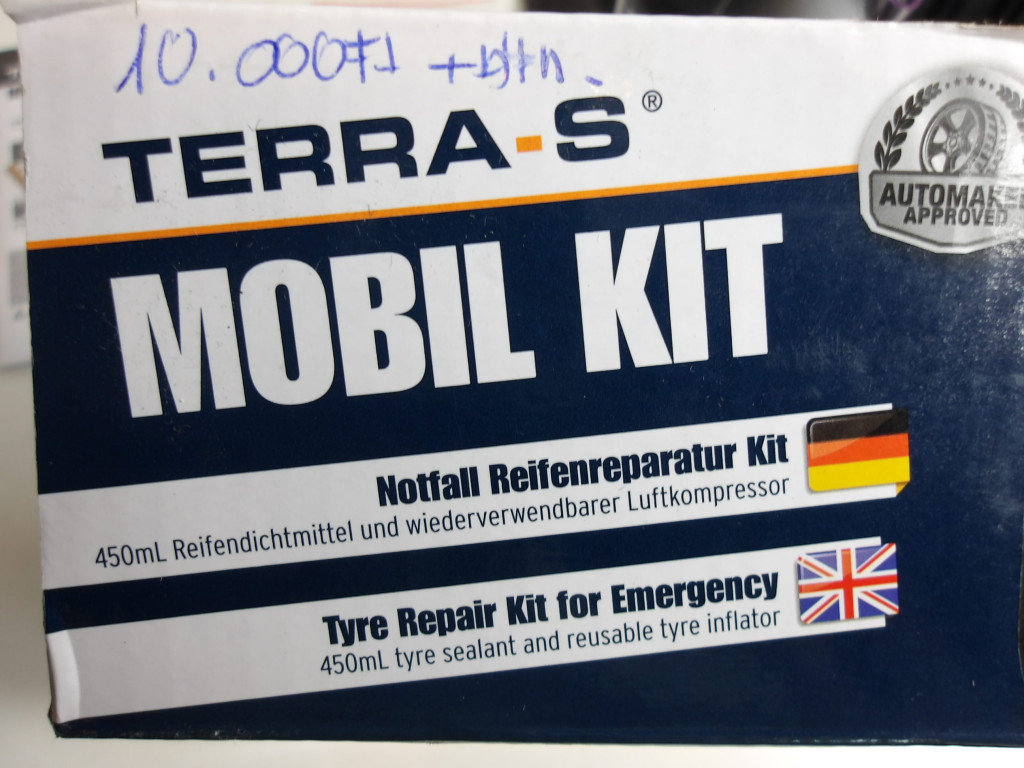 10.000Ft
TERRA-S®
MOBIL KIT
AUTOMAKER
APPROVED
Notfall Reifenreparatur Kit
450mL Reifendichtmittel und wiederverwendbarer Luftkompressor
Tyre Repair Kit for Emergency
450mL tyre sealant and reusable tyre inflator